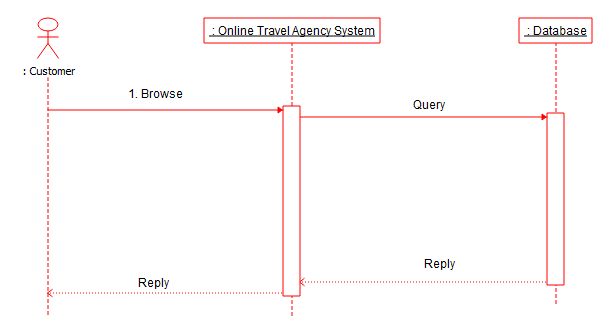 : Online Travel Agency System
: Database
: Customer
1. Browse
Query
Reply
Reply